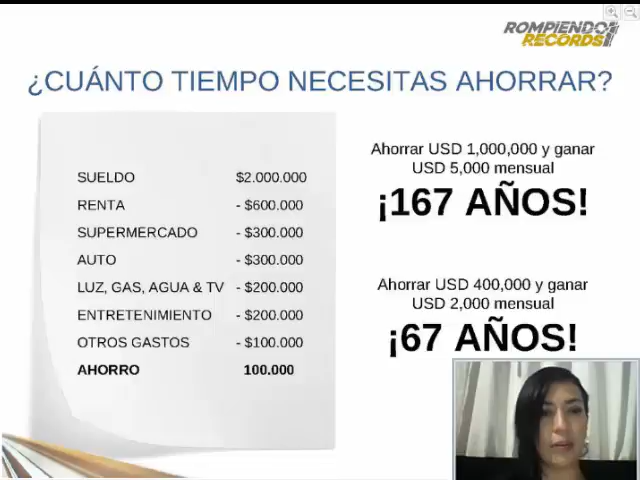 ROMPIENDO
RECORDS
¿CUÁNTO TIEMPO NECESITAS AHORRAR?
SUELDO $2.000.000
RENTA - $600.000
SUPERMERCADO - $300.000
AUTO - $300.000
LUZ, GAS, AGUA & TV - $200.000
ENTRETENIMIENTO - $200.000
OTROS GASTOS - $100.000
AHORRO 100.000
Ahorrar USD 1,000,000 y ganar
USD 5,000 mensual
¡167 AÑOS!
Ahorrar USD 400,000 y ganar
USD 2,000 mensual
¡67 AÑOS!